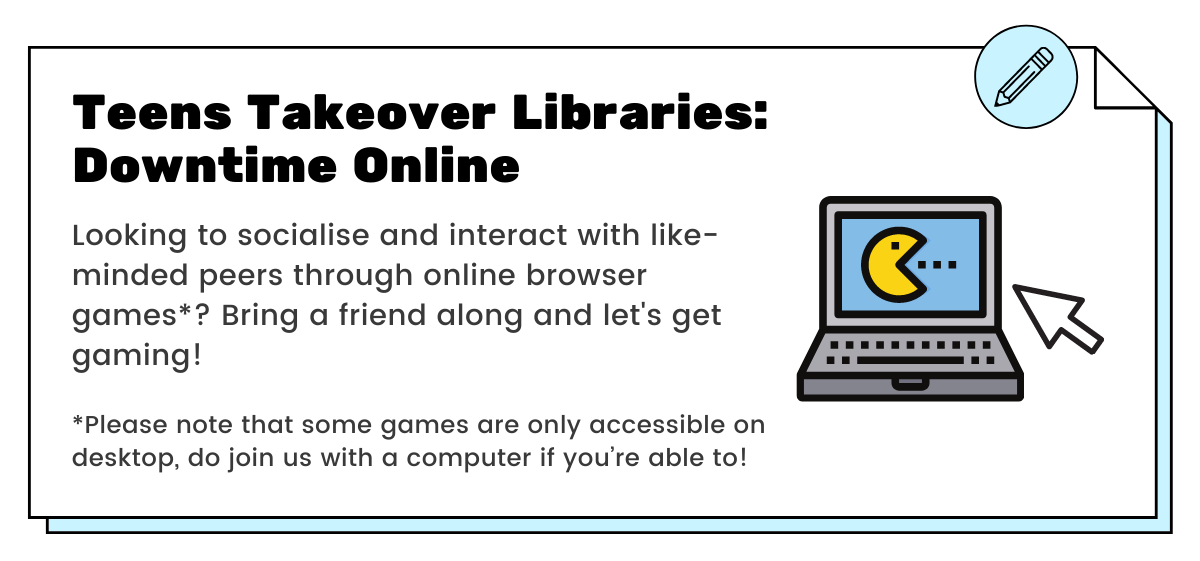 Teens Takeover Libraries:
Downtime Online
Looking to socialise and interact with like-
minded peers through online browser
games*? Bring a friend along and let's get
gaming!
*Please note that some games are only accessible on
desktop, do join us with a computer if you’re able to!